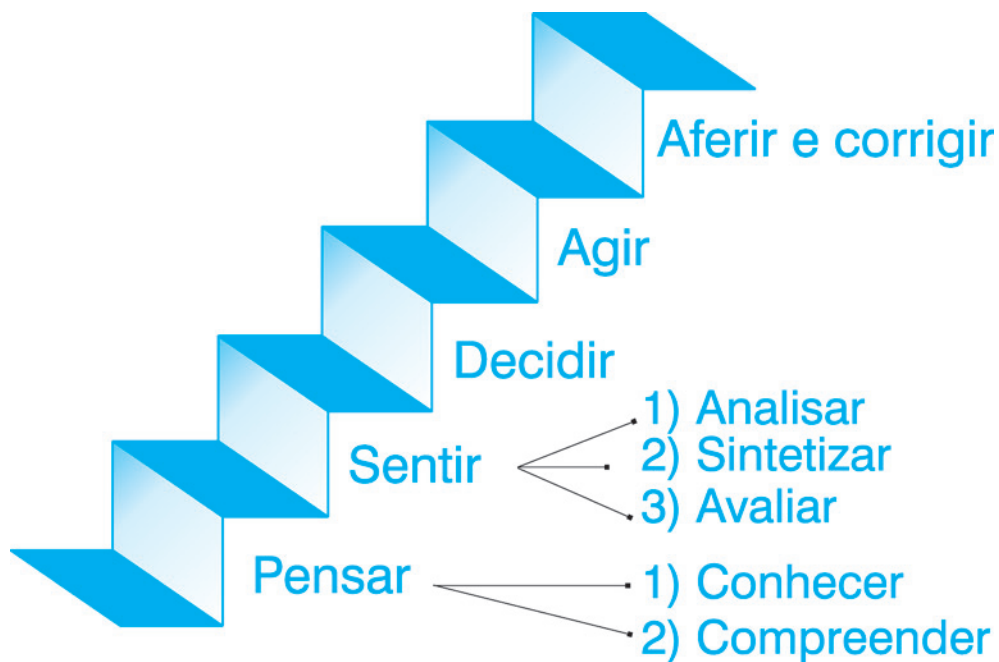 Aferir e corrigir
Agir
Decidir
Sentir
1) Analisar
2) Sintetizar
3) Avaliar
Pensar
1) Conhecer
2) Compreender